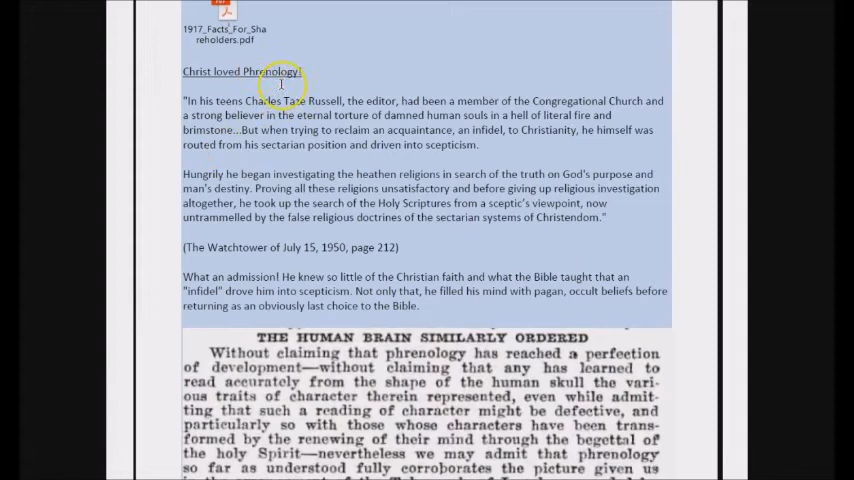 PDF
1917_Facts_For_Sha
reholders.pdf
Christ loved Phrenology!
"In his teens Charles Taze Russell, the editor, had been a member of the Congregational Church and
a strong believer in the eternal torture of damned human souls in a hell of literal fire and
brimstone...But when trying to reclaim an acquaintance, an infidel, to Christianity, he himself was
routed from his sectarian position and driven into scepticism.
Hungrily he began investigating the heathen religions in search of the truth on God's purpose and
man's destiny. Proving all these religions unsatisfactory and before giving up religious investigation
altogether, he took up the search of the Holy Scriptures from a sceptic's viewpoint, now
untrammelled by the false religious doctrines of the sectarian systems of Christendom."
(The Watchtower of July 15, 1950, page 212)
What an admission! He knew so little of the Christian faith and what the Bible taught that an
"infidel" drove him into scepticism. Not only that, he filled his mind with pagan, occult beliefs before
returning as an obviously last choice to the Bible.
THE HUMAN BRAIN SIMILARLY ORDERED
Without claiming that phrenology has reached a perfection
of development—without claiming that any has learned to
read accurately from the shape of the human skull the vari-
ous traits of character therein represented, even while admit-
ting that such a reading of character might be defective, and
particularly so with those whose characters have been trans-
formed by the renewing of their mind through the begettal of
the holy Spirit—nevertheless we may admit that phrenology
so far as understood fully corroborates the picture given us